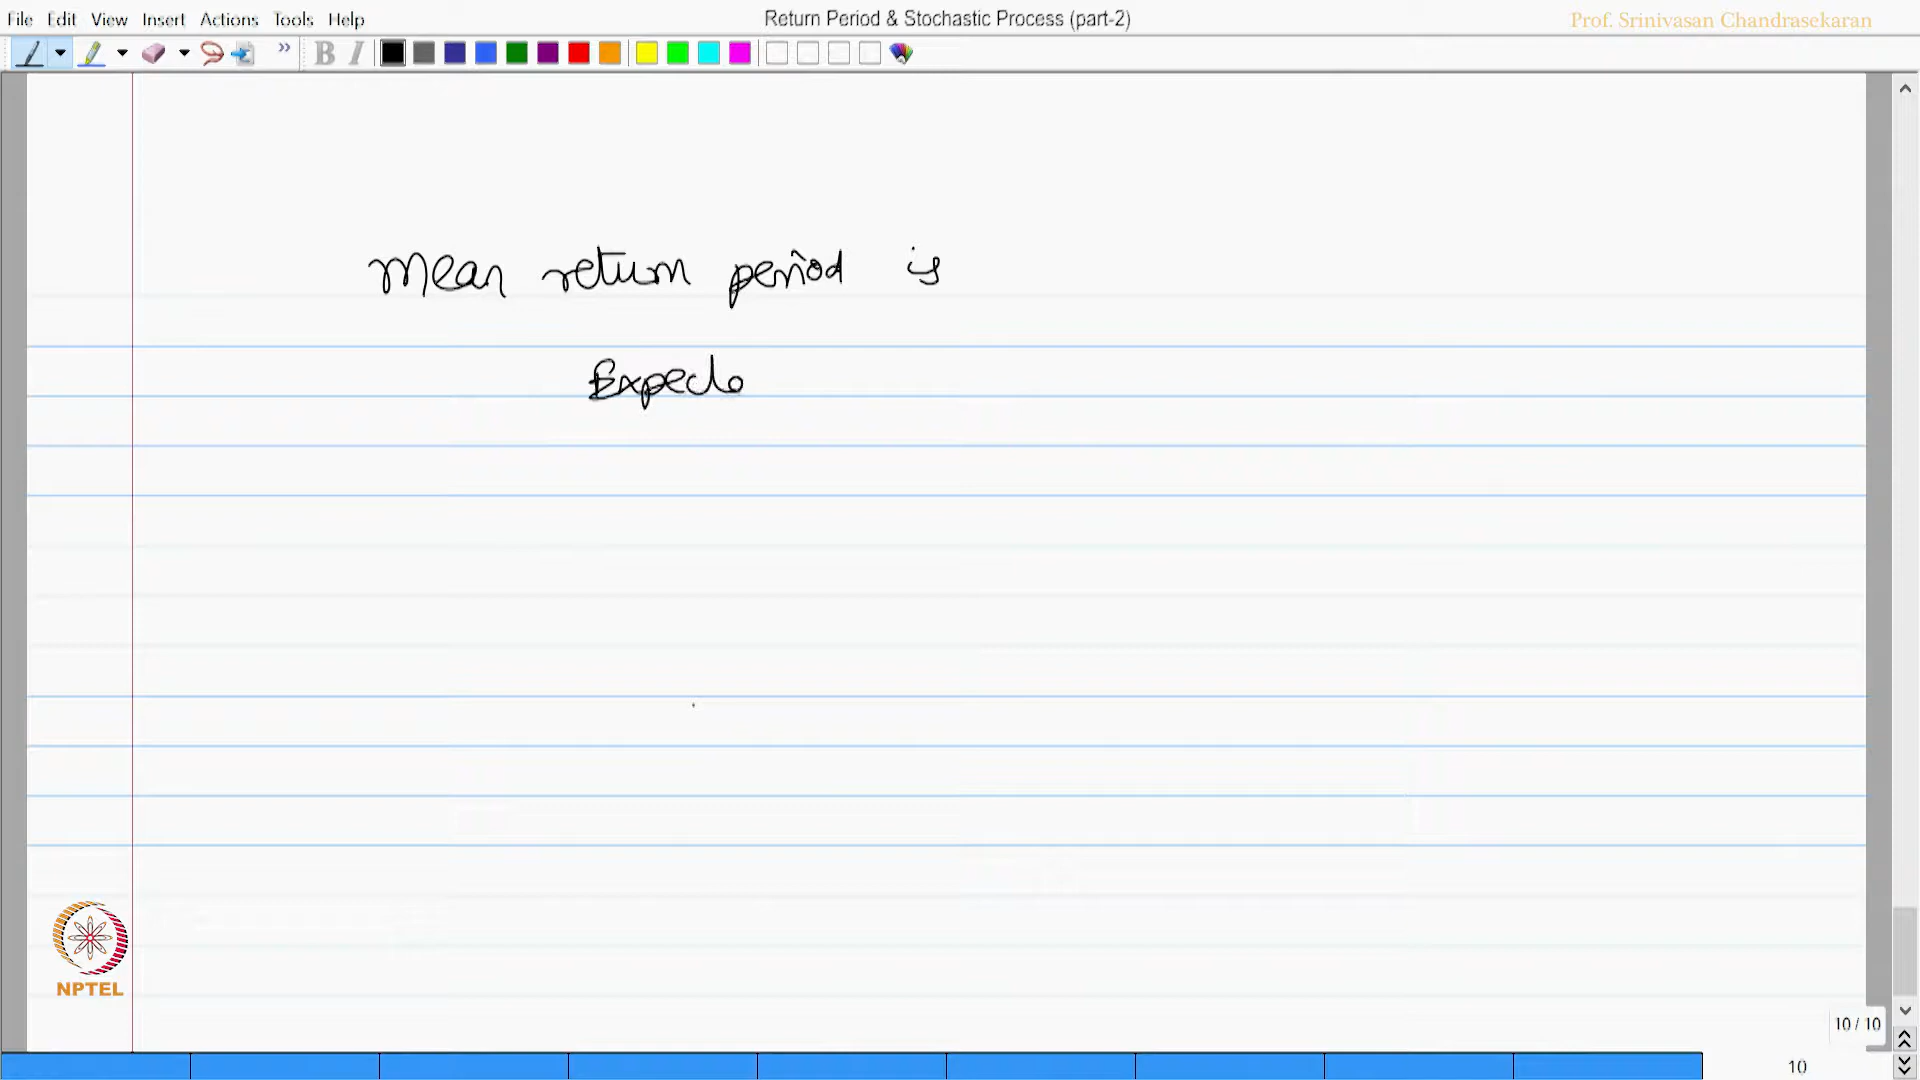 File Edit View Insert Actions Tools Help
Return Period & Stochastic Process (part-2)
Prof. Srinivasan Chandrasekaran
B I
Mean return period is
Expecto
NPTEL
10 / 10
10